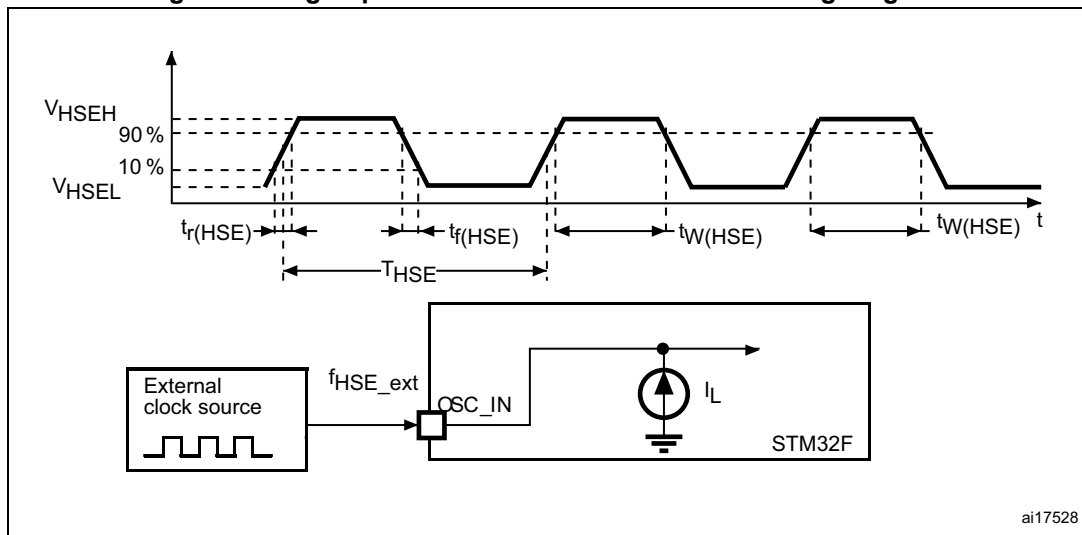 VHSEH
90 %
10 %
VHSEL
tr(HSE)
tf(HSE)
tW(HSE)
tW(HSE)
t
THSE
External
clock source
fHSE_ext
OSC_IN
IL
STM32F
ai17528